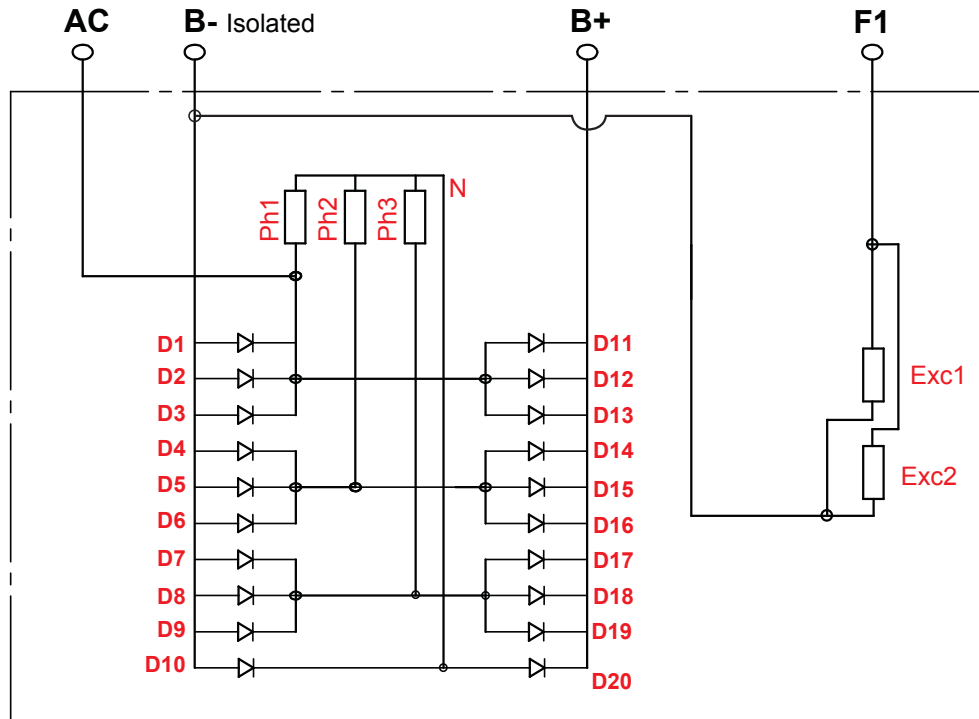 AC B- Isolated B+ F1
N
Ph1 Ph2 Ph3
D1 D11
D2 D12
Exc1
D3 D13
D4 D14
Exc2
D5 D15
D6 D16
D7 D17
D8 D18
D9 D19
D10 D20